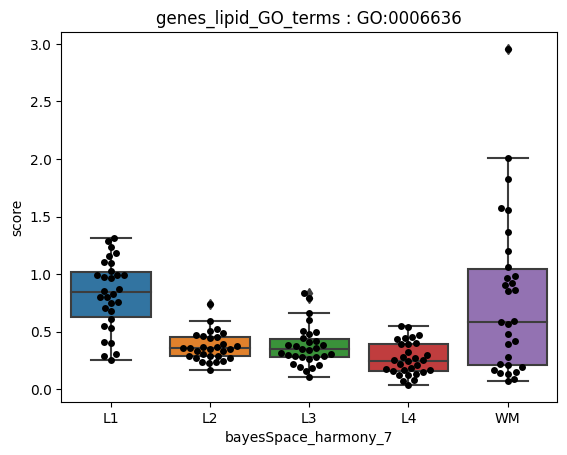 genes_lipid_GO_terms : GO:0006636
3.0
2.5
2.0
1.5
1.0
0.5
0.0
score
L1 L2 L3 L4 WM
bayesSpace_harmony_7